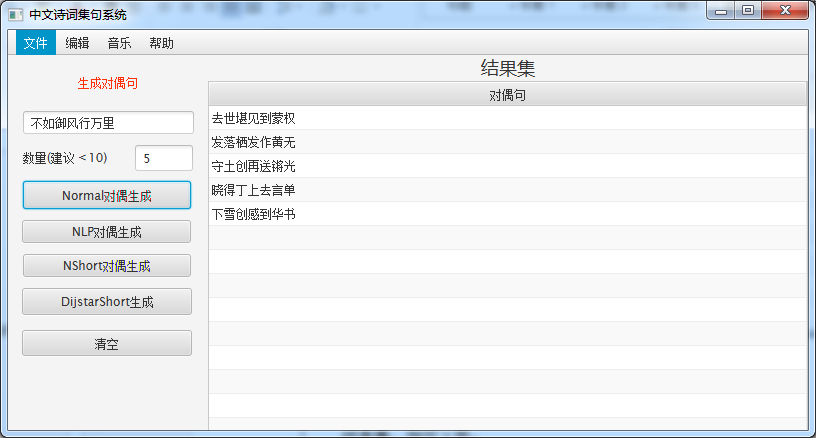 中文诗词集句系统
文件 编辑 音乐 帮助
生成对偶句
不如御风行万里
数量(建议 <10) 5
Normal对偶生成
NLP对偶生成
NShort对偶生成
DijstarShort生成
清空
结果集
对偶句
去世堪见到蒙权
发落栖发作黄无
守土创再送锵光
晓得丁上去言单
下雪创感到华书